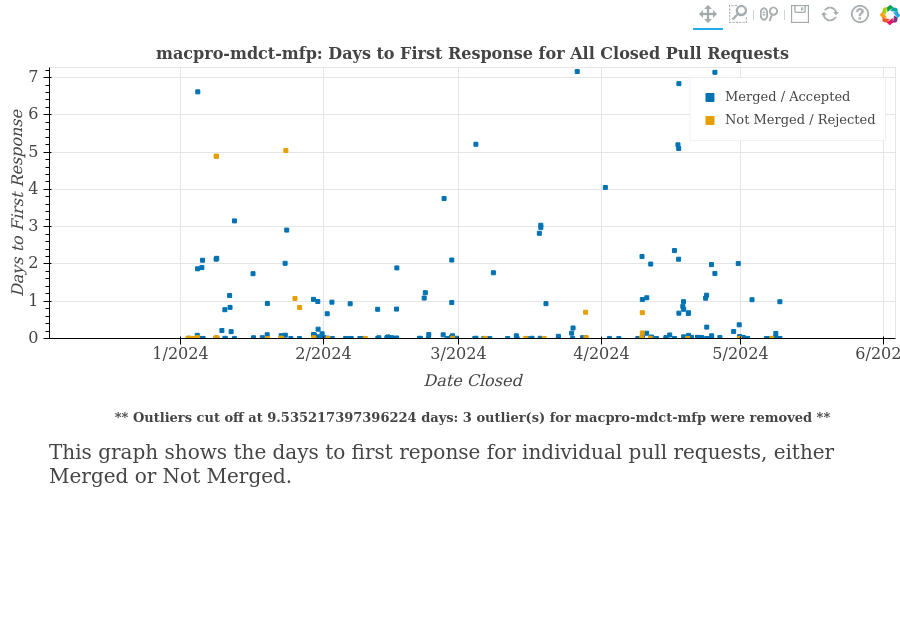 macpro-mdct-mfp: Days to First Response for All Closed Pull Requests
7
6
5
4
3
2
1
0
Days to First Response
Merged / Accepted
Not Merged / Rejected
1/2024
2/2024
3/2024
4/2024
5/2024
6/202
Date Closed
** Outliers cut off at 9.535217397396224 days: 3 outlier(s) for macpro-mdct-mfp were removed **
This graph shows the days to first reponse for individual pull requests, either
Merged or Not Merged.